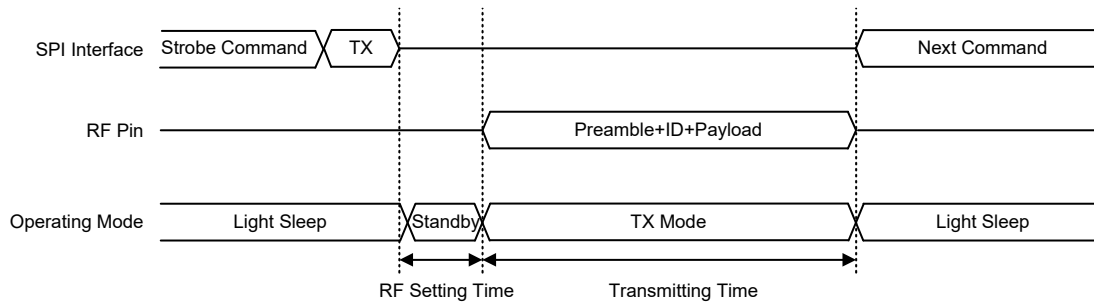 SPI Interface Strobe Command TX Next Command
RF Pin Preamble+ID+Payload
Operating Mode Light Sleep Standby TX Mode Light Sleep
RF Setting Time Transmitting Time